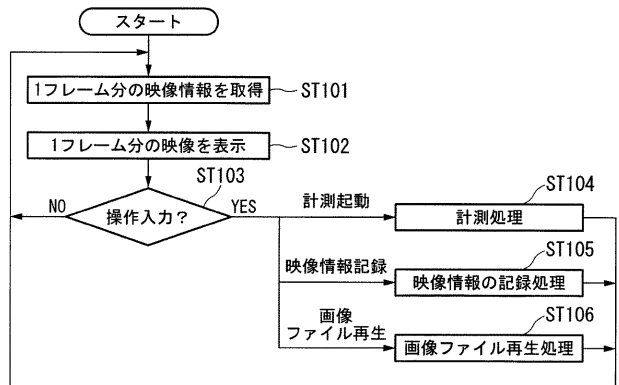 スタート
1フレーム分の映像情報を取得
ST101
1フレーム分の映像を表示
ST102
ST103
操作入力？
NO
YES
計測起動
ST104
計測処理
映像情報記録
ST105
映像情報の記録処理
画像
ファイル再生
ST106
画像ファイル再生処理